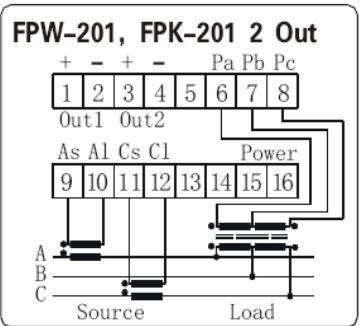 FPW-201, FPK-201 2 Out
+ - + - Pa Pb Pc
1 2 3 4 5 6 7 8
Out1 Out2
As Al Cs Cl Power
9 10 11 12 13 14 15 16
A
B
C
Source Load